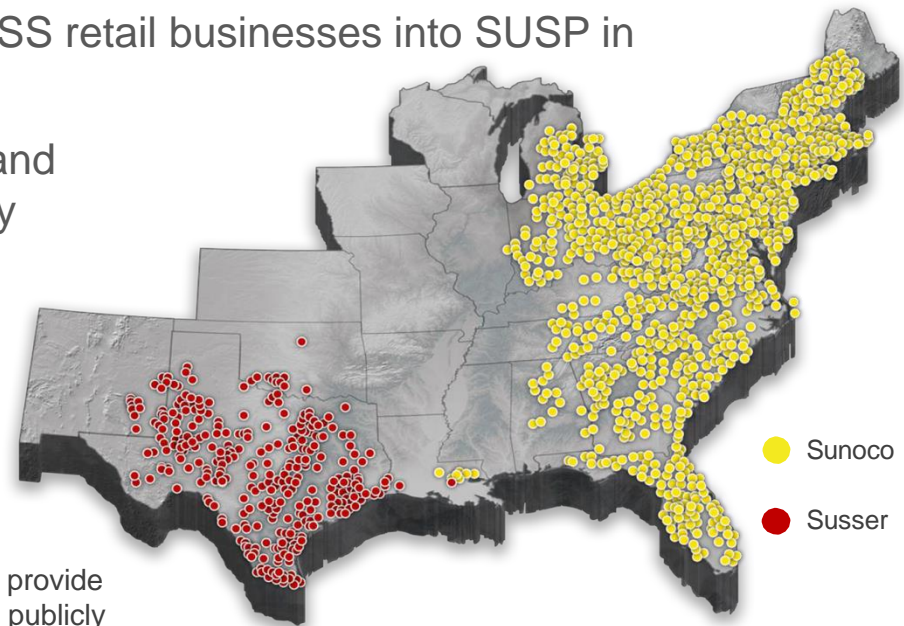 SS retail businesses into SUSP in
and
y
Sunoco
Susser
provide
publicly